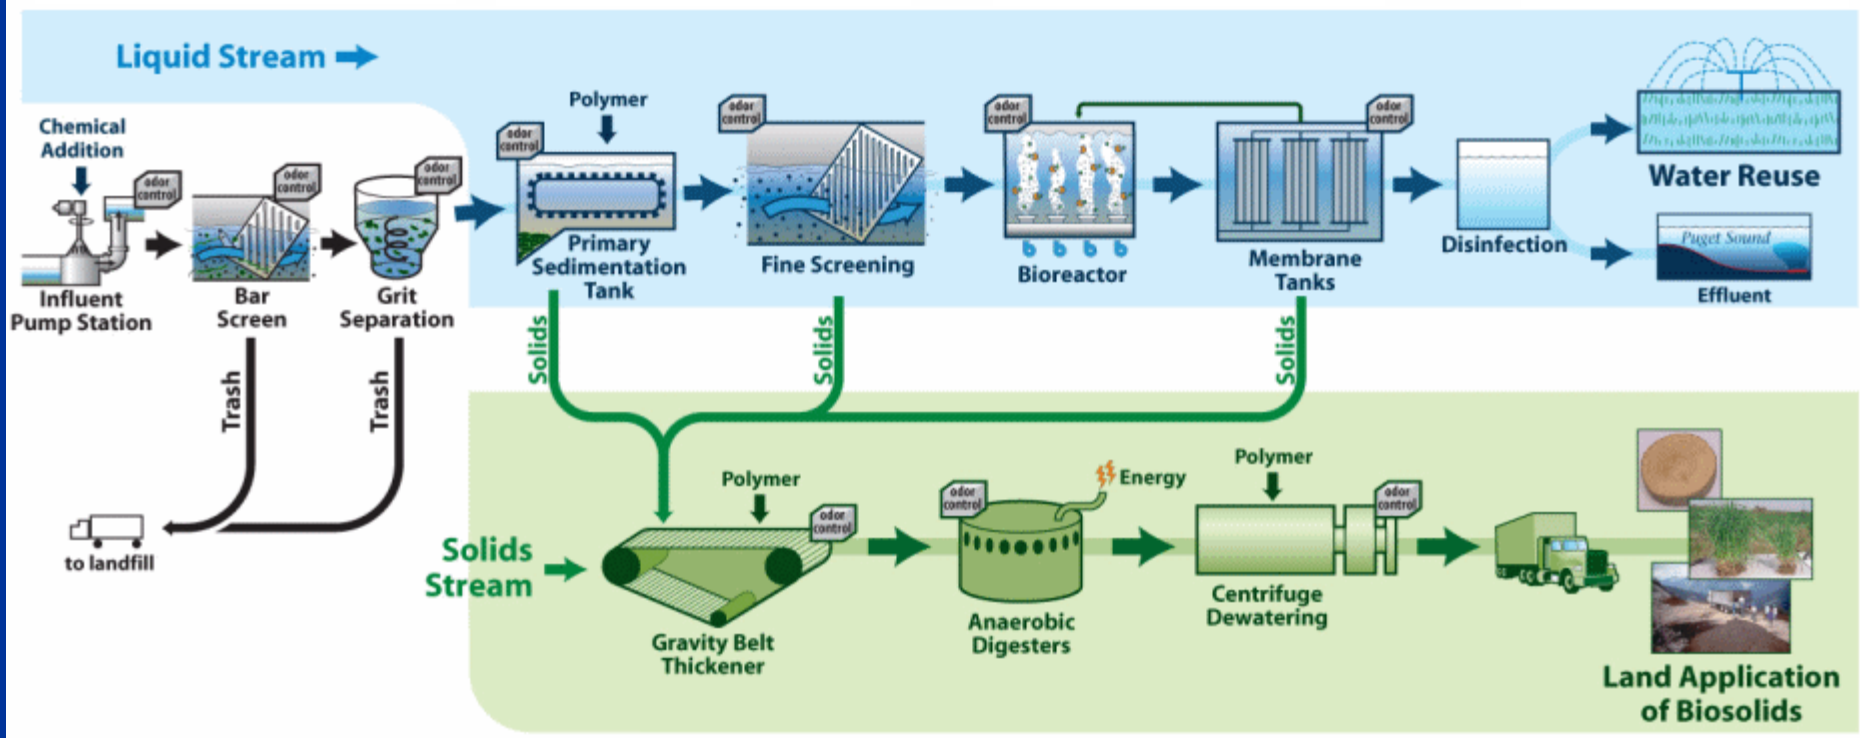 Liquid Stream
Chemical
Addition
odor
control
Influent
Pump Station
odor
control
Bar
Screen
odor
control
Grit
Separation
Trash
Trash
to landfill
odor
control
Polymer
Primary
Sedimentation
Tank
odor
control
Fine Screening
odor
control
Bioreactor
odor
control
Membrane
Tanks
Disinfection
Water Reuse
Puget Sound
Effluent
Solids
Solids
Solids
Solids
Stream
Polymer
odor
control
Gravity Belt
Thickener
odor
control
Energy
Anaerobic
Digesters
Polymer
odor
control
Centrifuge
Dewatering
Land Application
of Biosolids